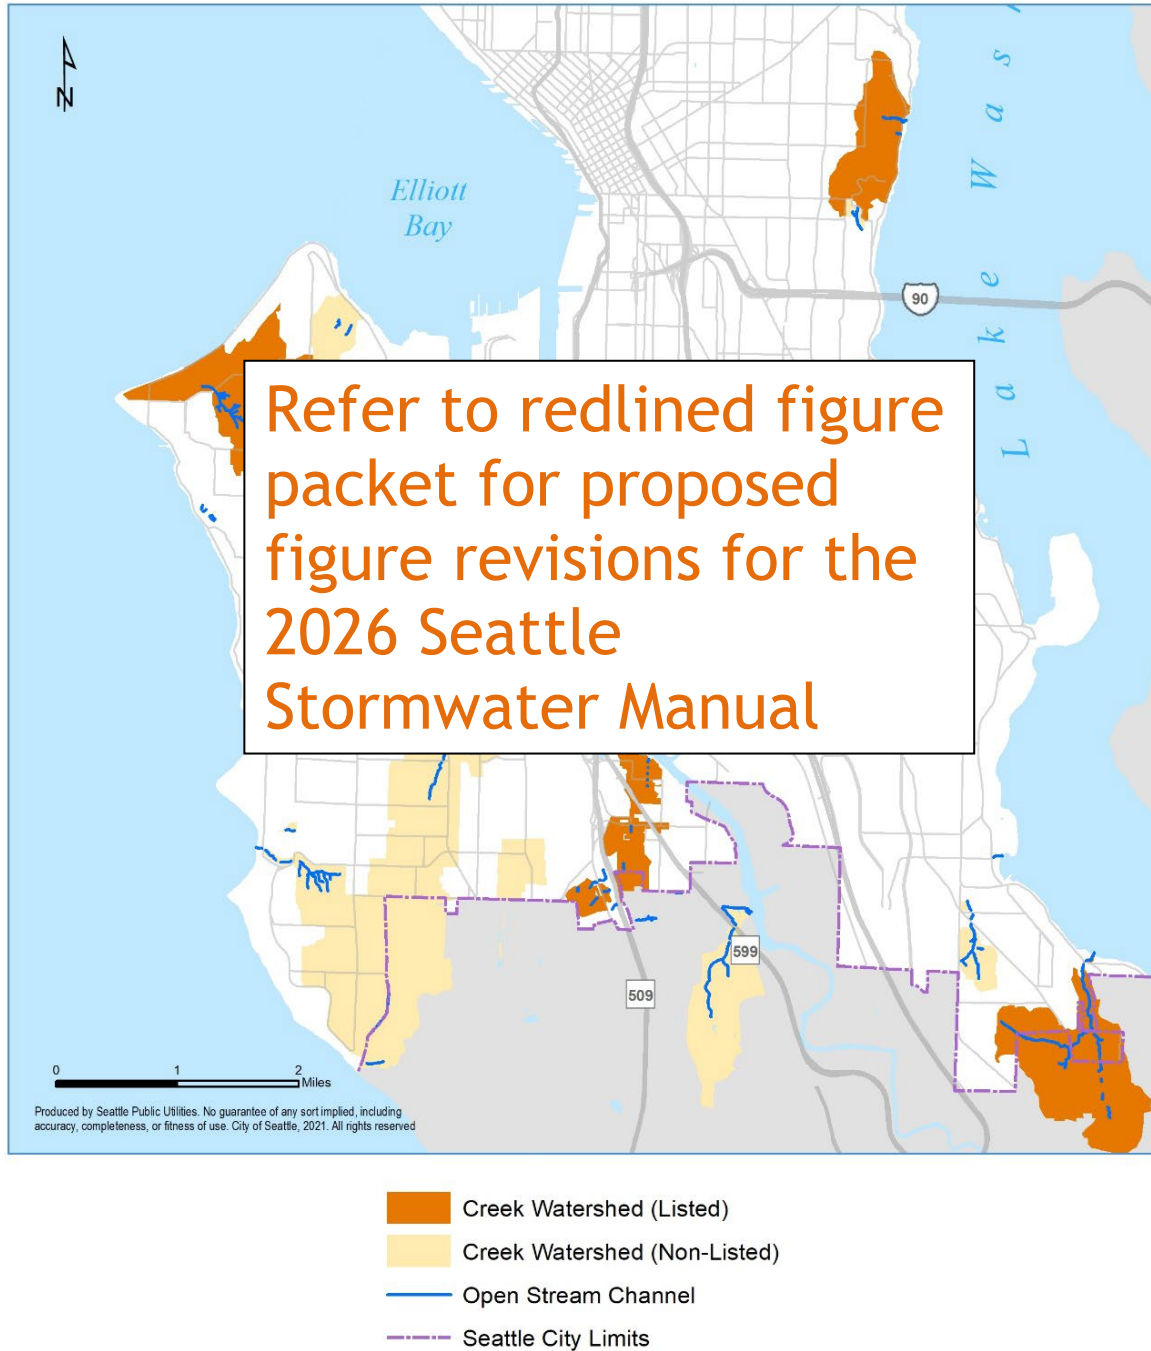 N
Elliott
Bay
Lake Was
90
Refer to redlined figure
packet for proposed
figure revisions for the
2026 Seattle
Stormwater Manual
599
509
0 1 2
Miles
Produced by Seattle Public Utilities. No guarantee of any sort implied, including
accuracy, completeness, or fitness of use. City of Seattle, 2021. All rights reserved
Creek Watershed (Listed)
Creek Watershed (Non-Listed)
Open Stream Channel
Seattle City Limits